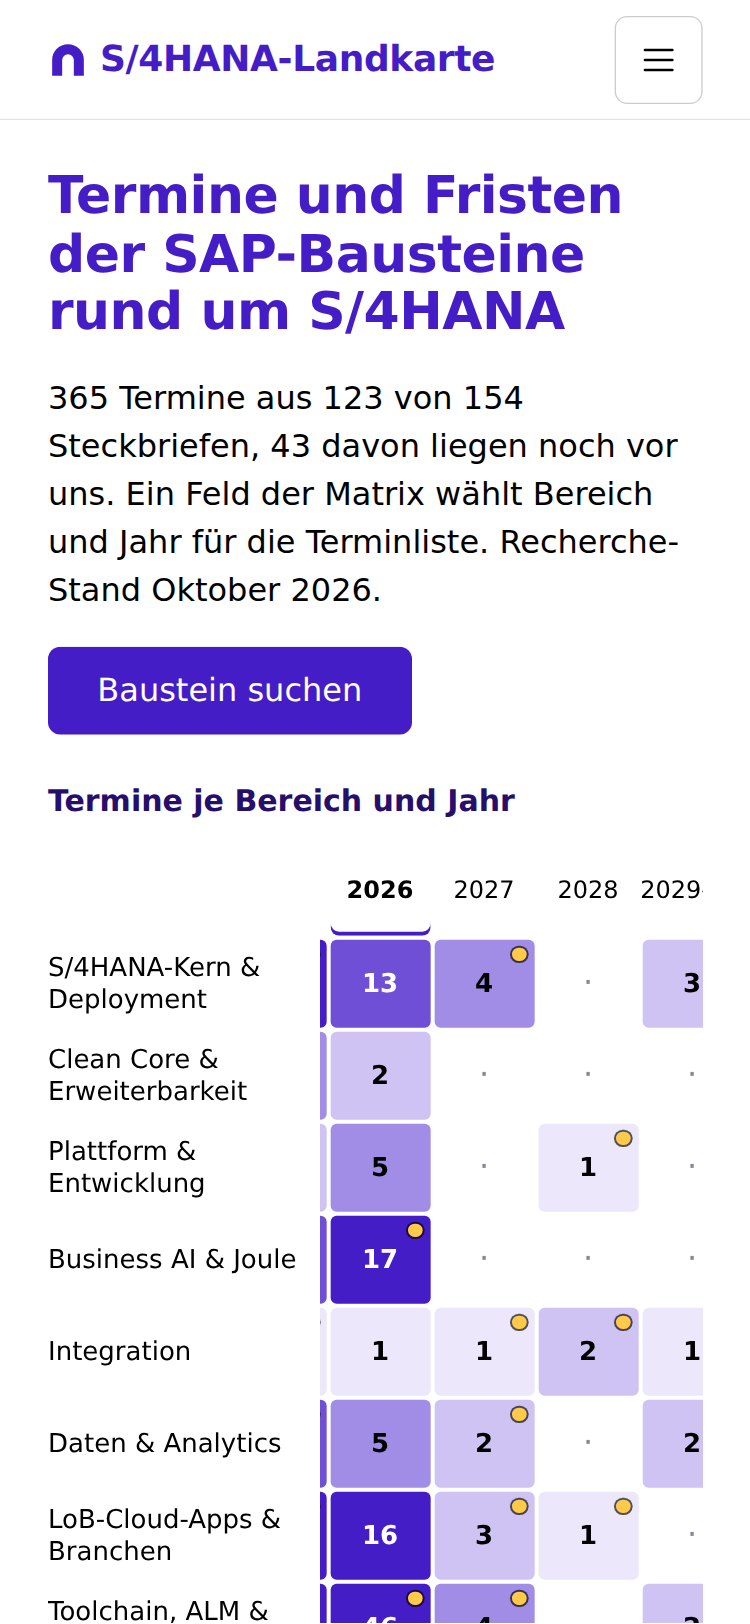 S/4HANA-Landkarte
Termine und Fristen
der SAP-Bausteine
rund um S/4HANA
365 Termine aus 123 von 154
Steckbriefen, 43 davon liegen noch vor
uns. Ein Feld der Matrix wählt Bereich
und Jahr für die Terminliste. Recherche-
Stand Oktober 2026.
Baustein suchen
Termine je Bereich und Jahr
2026 2027 2028 2029
S/4HANA-Kern &
Deployment
13 4 · 3
Clean Core &
Erweiterbarkeit
2 · · ·
Plattform &
Entwicklung
5 · 1 ·
Business AI & Joule 17 · · ·
Integration 1 1 2 1
Daten & Analytics 5 2 · 2
LoB-Cloud-Apps &
Branchen
16 3 1 ·
Toolchain, ALM &